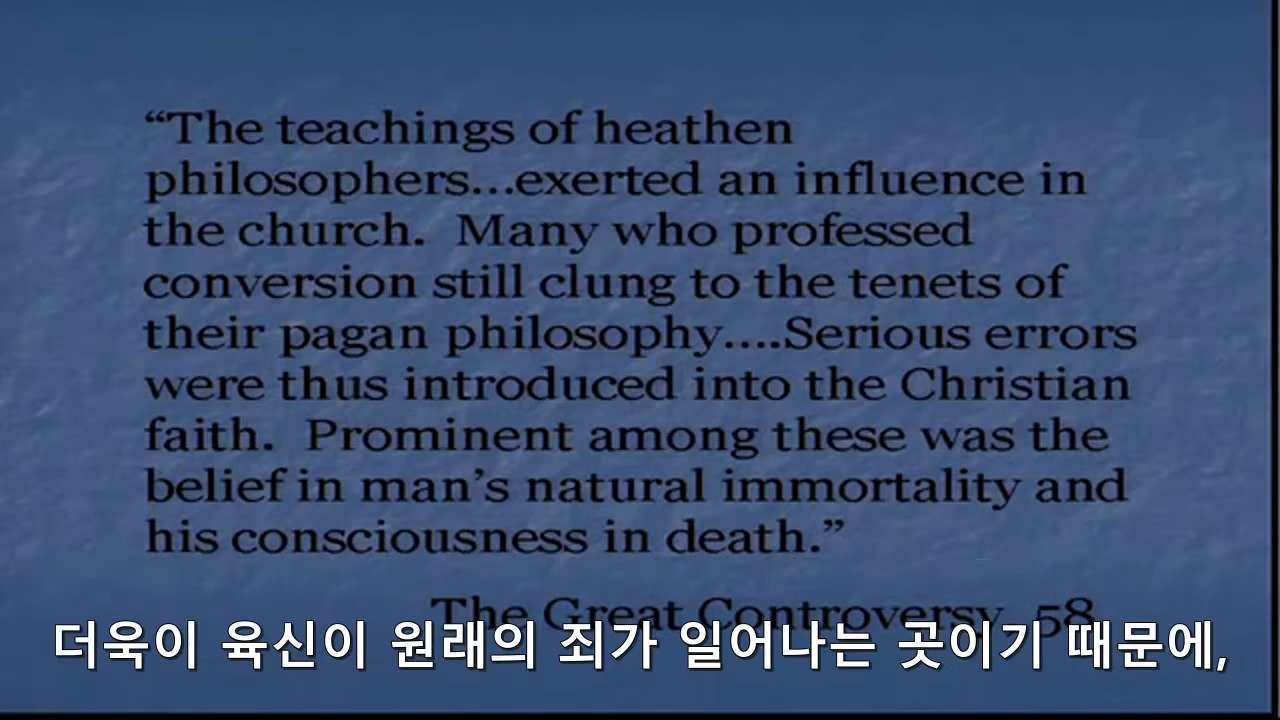 “The teachings of heathen
philosophers...exerted an influence in
the church.  Many who professed
conversion still clung to the tenets of
their pagan philosophy....Serious errors
were thus introduced into the Christian
faith.  Prominent among these was the
belief in man’s natural immortality and
his consciousness in death.”
The Great Controversy, 58
더욱이 육신이 원래의 죄가 일어나는 곳이기 때문에,